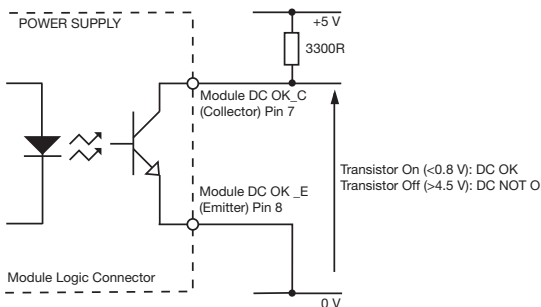 POWER SUPPLY
+5 V
3300R
Module DC OK_C
(Collector) Pin 7
Transistor On (<0.8 V): DC OK
Transistor Off (>4.5 V): DC NOT O
Module DC OK _E
(Emitter) Pin 8
Module Logic Connector
0 V